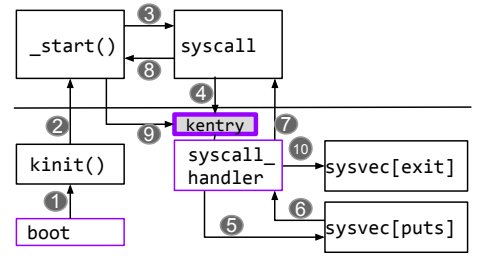 3
_start()
syscall
8
4
2
9
kentry
7
kinit()
syscall_
handler
10
sysvec[exit]
1
6
boot
5
sysvec[puts]